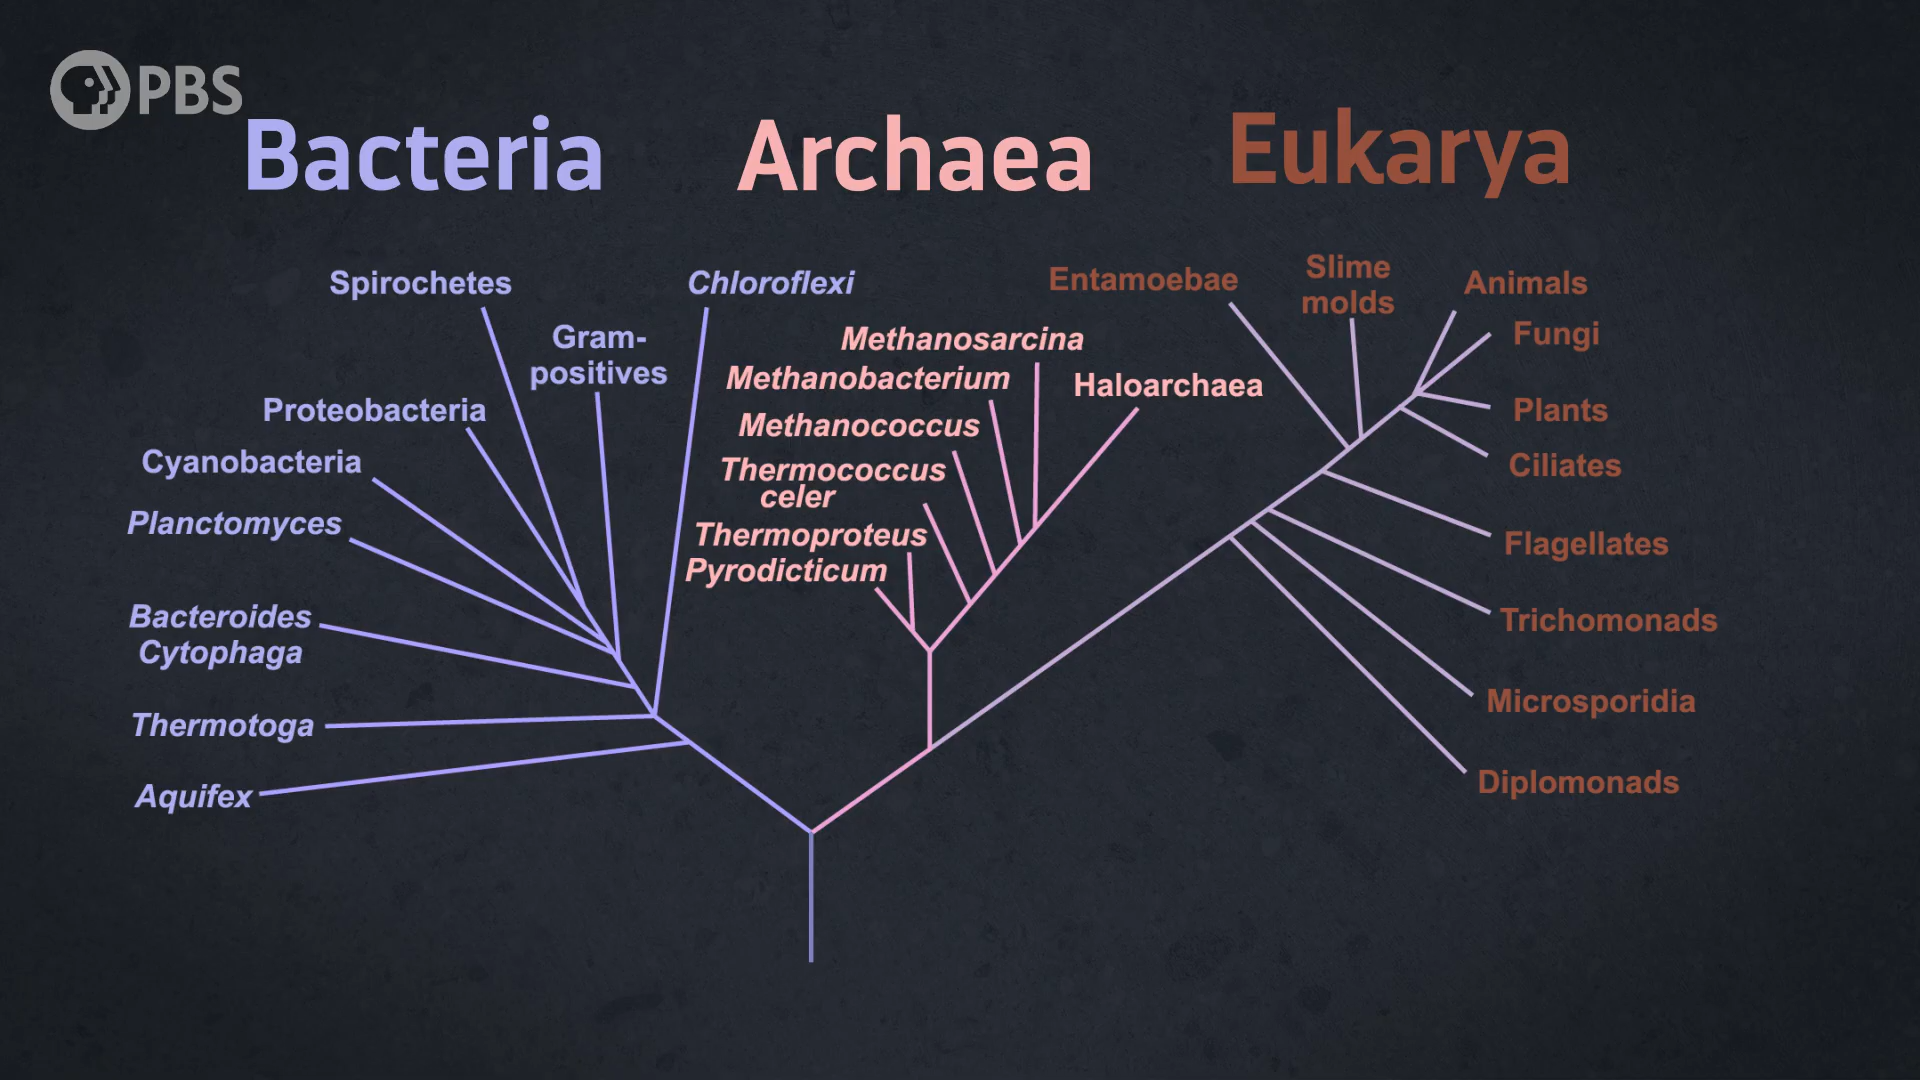 PBS
Bacteria
Archaea
Eukarya
Spirochetes
Gram-
positives
Chloroflexi
Proteobacteria
Cyanobacteria
Planctomyces
Bacteroides
Cytophaga
Thermotoga
Aquifex
Methanosarcina
Methanobacterium
Haloarchaea
Methanococcus
Thermococcus
celer
Thermoproteus
Pyrodicticum
Entamoebae
Slime
molds
Animals
Fungi
Plants
Ciliates
Flagellates
Trichomonads
Microsporidia
Diplomonads